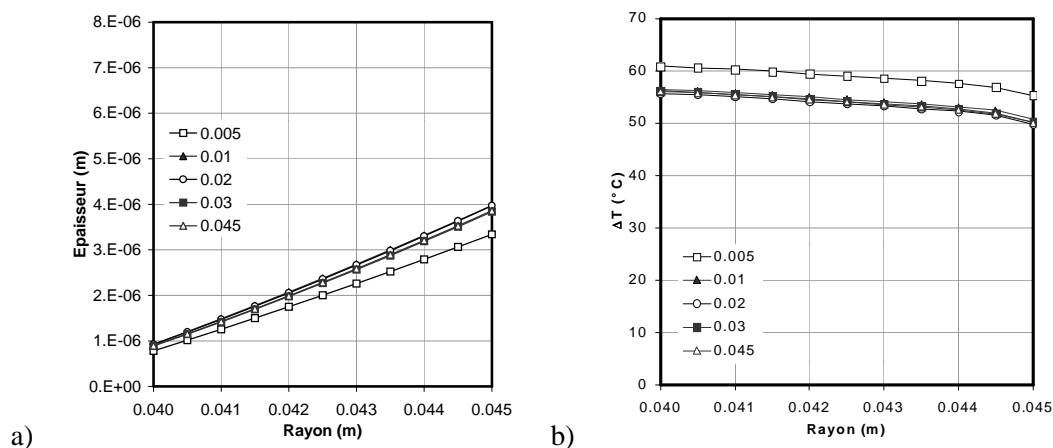 8.E-06
7.E-06
6.E-06
5.E-06
4.E-06
3.E-06
2.E-06
1.E-06
0.E+00
Epaisseur (m)
0.005
0.01
0.02
0.03
0.045
0.040 0.041 0.042 0.043 0.044 0.045
Rayon (m)
a)
70
60
50
40
30
20
10
0
ΔT (°C)
0.005
0.01
0.02
0.03
0.045
0.040 0.041 0.042 0.043 0.044 0.045
Rayon (m)
b)